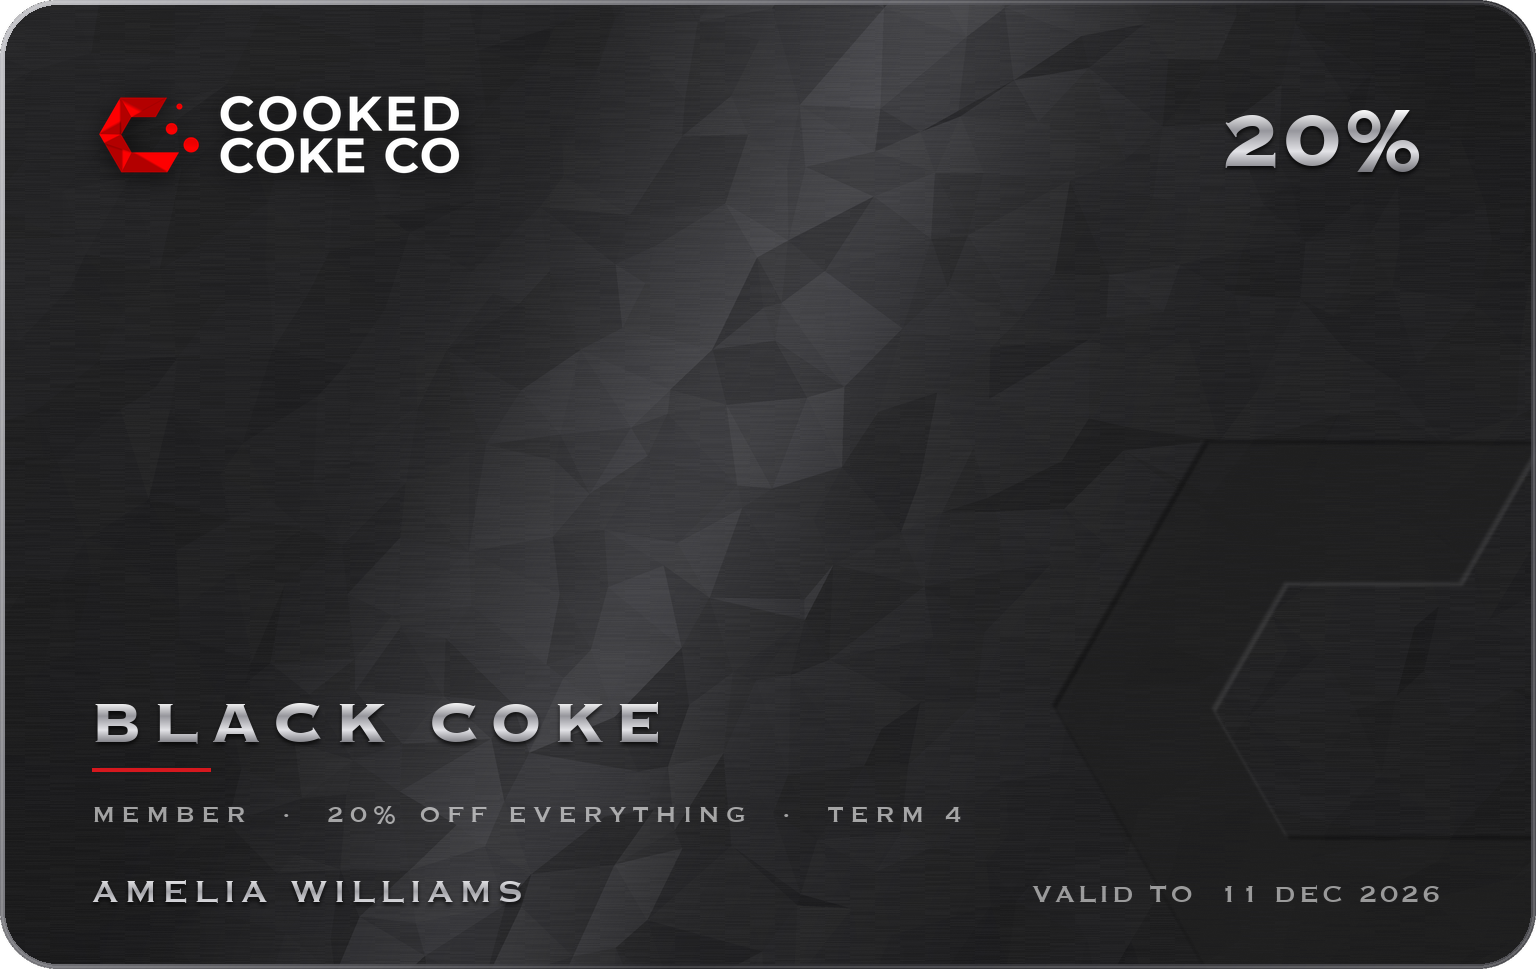 COOKED
COKE CO
20%
BLACK COKE
MEMBER · 20% OFF EVERYTHING · TERM 4
AMELIA WILLIAMS
VALID TO 11 DEC 2026